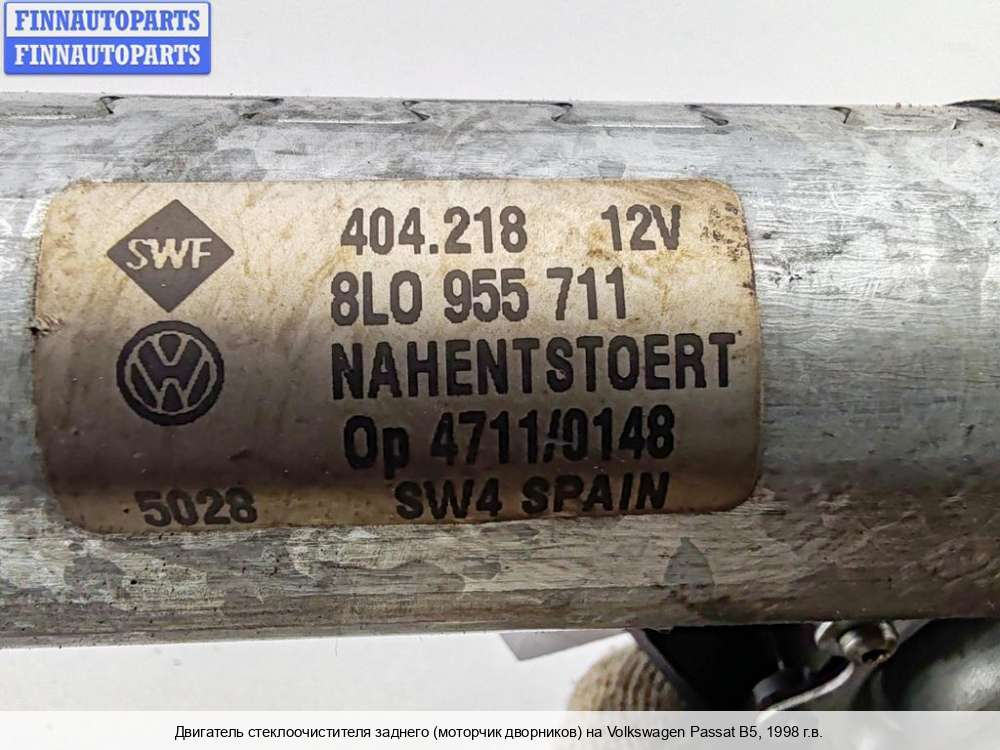 FINNAUTOPARTS
FINNAUTOPARTS
SWF
404.218 12V
8L0 955 711
NAHENTSTOERT
Op 4711/0148
5028 SW4 SPAIN
Двигатель стеклоочистителя заднего (моторчик дворников) на Volkswagen Passat B5, 1998 г.в.